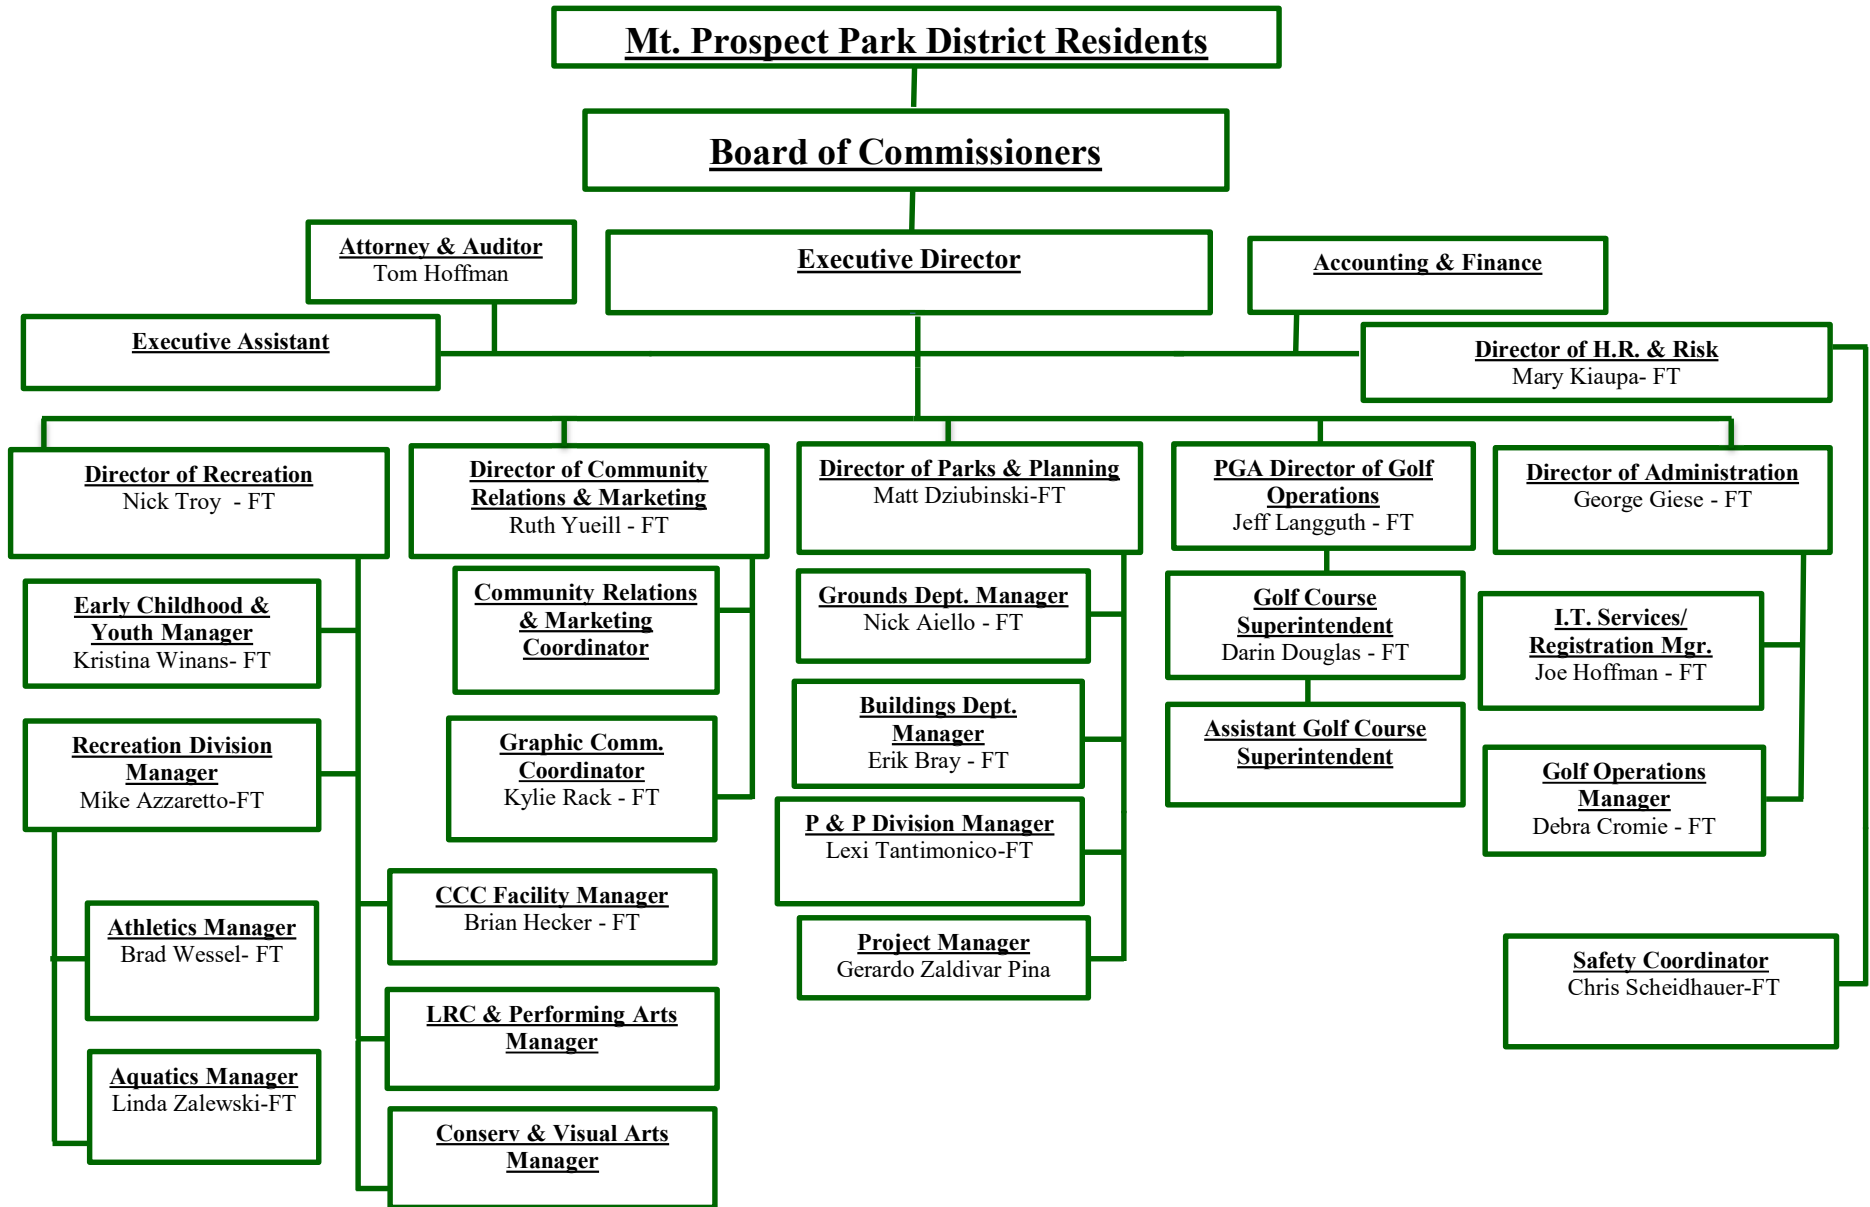 Mt. Prospect Park District Residents
Board of Commissioners
Attorney & Auditor
Tom Hoffman
Executive Director
Accounting & Finance
Executive Assistant
Director of H.R. & Risk
Mary Kiaupa- FT
Director of Recreation
Nick Troy - FT
Director of Community
Relations & Marketing
Ruth Yueill - FT
Director of Parks & Planning
Matt Dziubinski-FT
PGA Director of Golf
Operations
Jeff Langguth - FT
Director of Administration
George Giese - FT
Early Childhood &
Youth Manager
Kristina Winans- FT
Community Relations
& Marketing
Coordinator
Grounds Dept. Manager
Nick Aiello - FT
Golf Course
Superintendent
Darin Douglas - FT
I.T. Services/
Registration Mgr.
Joe Hoffman - FT
Recreation Division
Manager
Mike Azzaretto-FT
Graphic Comm.
Coordinator
Kylie Rack - FT
Buildings Dept.
Manager
Erik Bray - FT
Assistant Golf Course
Superintendent
Golf Operations
Manager
Debra Cromie - FT
P & P Division Manager
Lexi Tantimonico-FT
CCC Facility Manager
Brian Hecker - FT
Athletics Manager
Brad Wessel- FT
Project Manager
Gerardo Zaldivar Pina
Safety Coordinator
Chris Scheidhauer-FT
LRC & Performing Arts
Manager
Aquatics Manager
Linda Zalewski-FT
Conserv & Visual Arts
Manager